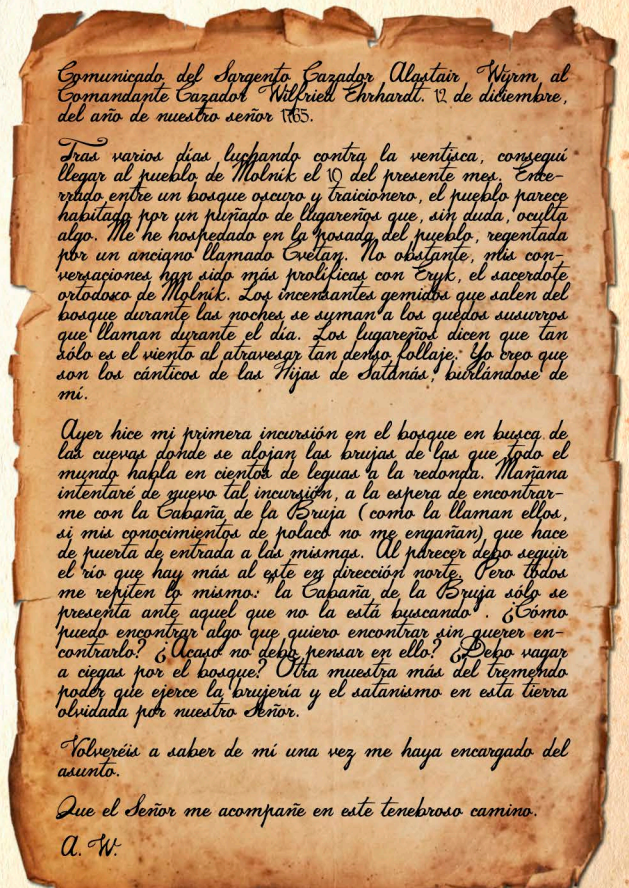 Comunicado del Sargento Cazador Alastair Wyrm al
Comandante Cazador Wilfried Ehrhardt. 12 de diciembre,
del año de nuestro señor 1765.
Tras varios días luchando contra la ventisca, conseguí
llegar al pueblo de Molnik el 10 del presente mes. Ence-
rrado entre un bosque oscuro y traicionero, el pueblo parece
habitado por un puñado de lugareños que, sin duda, oculta
algo. Me he hospedado en la posada del pueblo, regentada
por un anciano llamado Cvetan. No obstante, mis con-
versaciones han sido más prolíficas con Eryk, el sacerdote
ortodoxo de Molnik. Los incensantes gemidos que salen del
bosque durante las noches se suman a los quedos susurros
que llaman durante el día. Los lugareños dicen que tan
sólo es el viento al atravesar tan denso follaje. Yo creo que
son los cánticos de las Hijas de Satanás, burlándose de
mí.
Ayer hice mi primera incursión en el bosque en busca de
las cuevas donde se alojan las brujas de las que todo el
mundo habla en cientos de leguas a la redonda. Mañana
intentaré de nuevo tal incursión, a la espera de encontrar-
me con la Cabaña de la Bruja (como la llaman ellos,
si mis conocimientos de polaco no me engañan) que hace
de puerta de entrada a las mismas. Al parecer debo seguir
el río que hay más al este en dirección norte. Pero todos
me repiten lo mismo: la Cabaña de la Bruja sólo se
presenta ante aquel que no la está buscando . ¿Cómo
puedo encontrar algo que quiero encontrar sin querer en-
contrarlo? ¿Acaso no debo pensar en ello? ¿Debo vagar
a ciegas por el bosque? Otra muestra más del tremendo
poder que ejerce la brujería y el satanismo en esta tierra
olvidada por nuestro Señor.
Volveréis a saber de mí una vez me haya encargado del
asunto.
Que el Señor me acompañe en este tenebroso camino.
A. W.